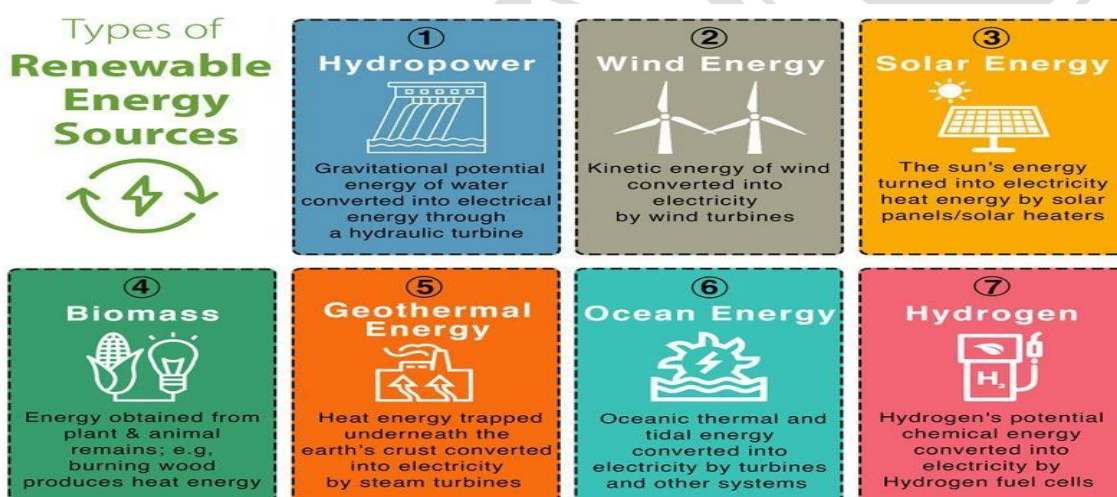 Types of
Renewable
Energy
Sources
①
Hydropower
Gravitational potential
energy of water
converted into electrical
energy through
a hydraulic turbine
②
Wind Energy
Kinetic energy of wind
converted into
electricity
by wind turbines
③
Solar Energy
The sun's energy
turned into electricity
heat energy by solar
panels/solar heaters
④
Biomass
Energy obtained from
plant & animal
remains; e.g,
burning wood
produces heat energy
⑤
Geothermal
Energy
Heat energy trapped
underneath the
earth's crust converted
into electricity
by steam turbines
⑥
Ocean Energy
Oceanic thermal and
tidal energy
converted into
electricity by turbines
and other systems
⑦
Hydrogen
H₂
Hydrogen's potential
chemical energy
converted into
electricity by
Hydrogen fuel cells